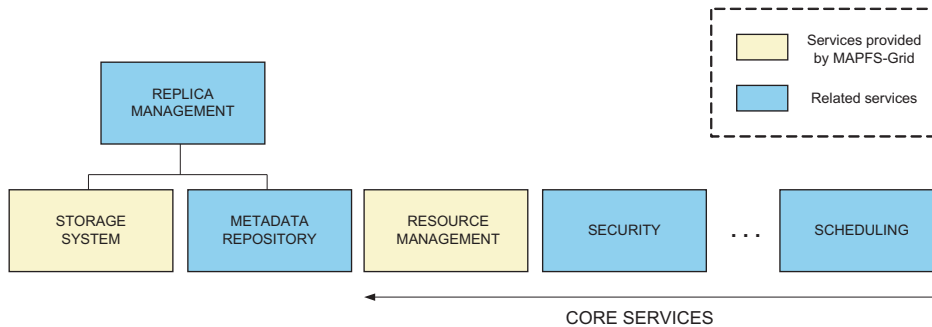 Services provided
by MAPFS-Grid
Related services
REPLICA
MANAGEMENT
STORAGE
SYSTEM
METADATA
REPOSITORY
RESOURCE
MANAGEMENT
SECURITY
. . .
SCHEDULING
CORE SERVICES